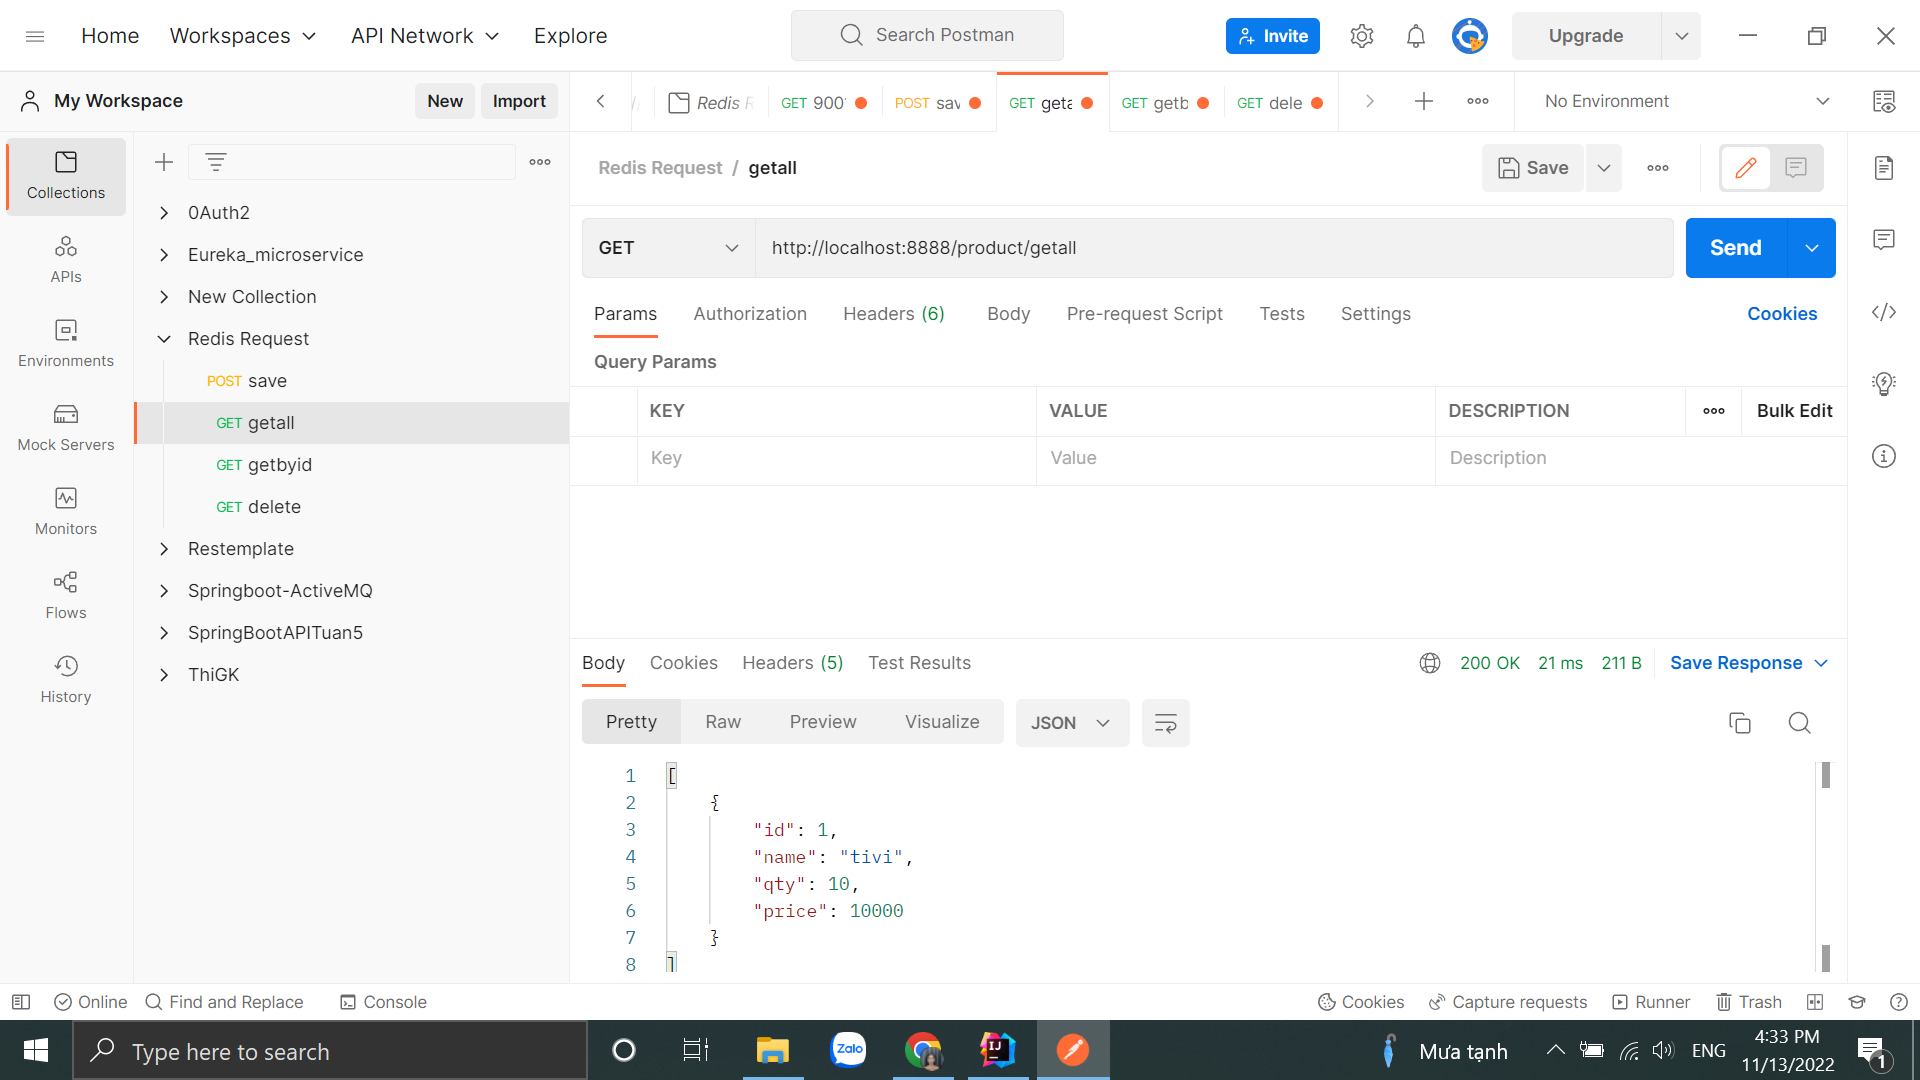 Home
Workspaces
API Network
Explore
Search Postman
Invite
Upgrade
My Workspace
New
Import
Redis R
GET 900
POST sav
GET geta
GET getb
GET dele
No Environment
Collections
APIs
Environments
Mock Servers
Monitors
Flows
History
0Auth2
Eureka_microservice
New Collection
Redis Request
POST save
GET getall
GET getbyid
GET delete
Restemplate
Springboot-ActiveMQ
SpringBootAPITuan5
ThiGK
Redis Request / getall
Save
GET
http://localhost:8888/product/getall
Send
Params
Authorization
Headers (6)
Body
Pre-request Script
Tests
Settings
Cookies
Query Params
KEY
VALUE
DESCRIPTION
Bulk Edit
Key
Value
Description
Body
Cookies
Headers (5)
Test Results
200 OK
21 ms
211 B
Save Response
Pretty
Raw
Preview
Visualize
JSON
1 [
2 {
3 "id": 1,
4 "name": "tivi",
5 "qty": 10,
6 "price": 10000
7 }
8 ]
Online
Find and Replace
Console
Cookies
Capture requests
Runner
Trash
Type here to search
Zalo
IJ
Mưa tạnh
ENG
4:33 PM
11/13/2022
1